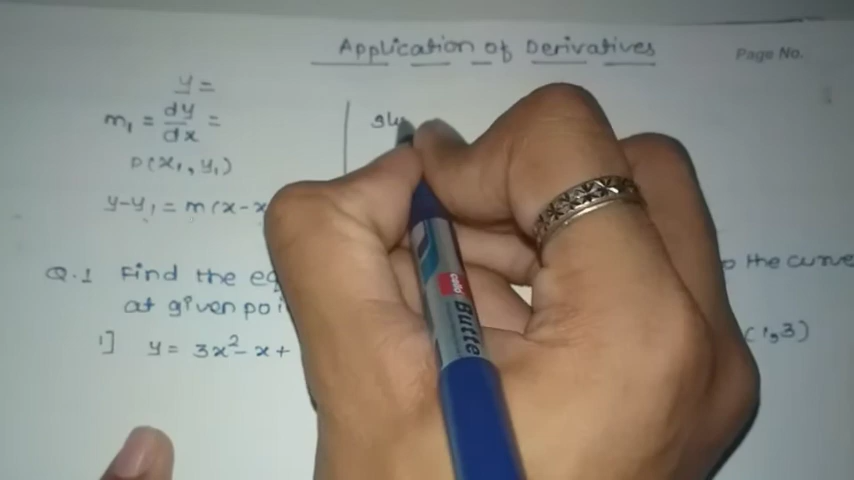 Application of Derivatives
Page No.
y =
m₁ = dy/dx =
P(x₁, y₁)
y-y₁ = m(x-x
Q.1 Find the eq the curve
at given poi
1] y = 3x²- x + (1,3)
cello Butte